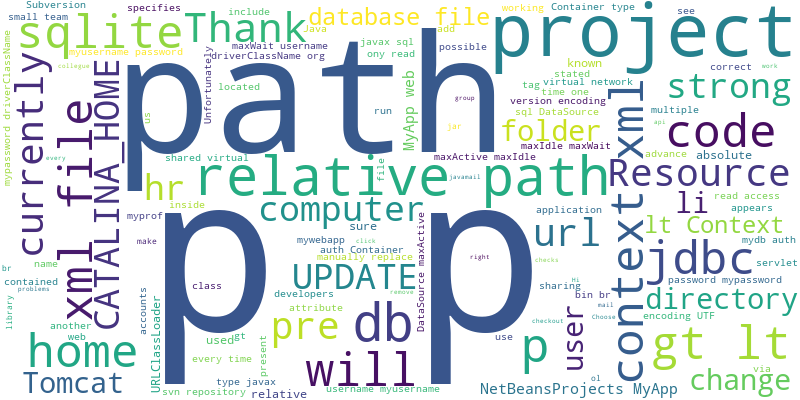 Subversion
specifies
small team
include
sqlite
Thank
database file
working
Container type
see
project
myusername password
Java
add
maxWait username
driverClassName org
javax sql
ony read
possible
known
correct
web
mypassword driverClassName
currently
xml file
CATALINA_HOME
Unfortunately
located
path
MyApp web
stated
virtual network
tag
time one
version encoding
strong
us
run
group
sql DataSource
multiple
collegue
jar
folder
code
api
work
every
shared virtual
file
maxActive maxIdle
maxIdle maxWait
xml
advance
absolute
hr
relative path
Resource
javamail
inside
read access
appears
myprof
computer
li
make
sure
mywebapp
application
url
lt Context
mydb auth
click
auth Container
manually replace
context
jdbc
servlet
br
name
contained
problems
library
another
web
accounts
class
p
p
right
UPDATE
DataSource maxActive
checks
Hi
sharing
password mypassword
bin br
mail
directory
developers
remove
attribute
Choose
encoding UTF
URLClassLoader
used
gt
pre
db
checkout
p
user
gt lt
home
every time
present
will
use
via
Tomcat
type javax
svn repository
relative
username myusername
ol
NetBeansProjects MyApp
change